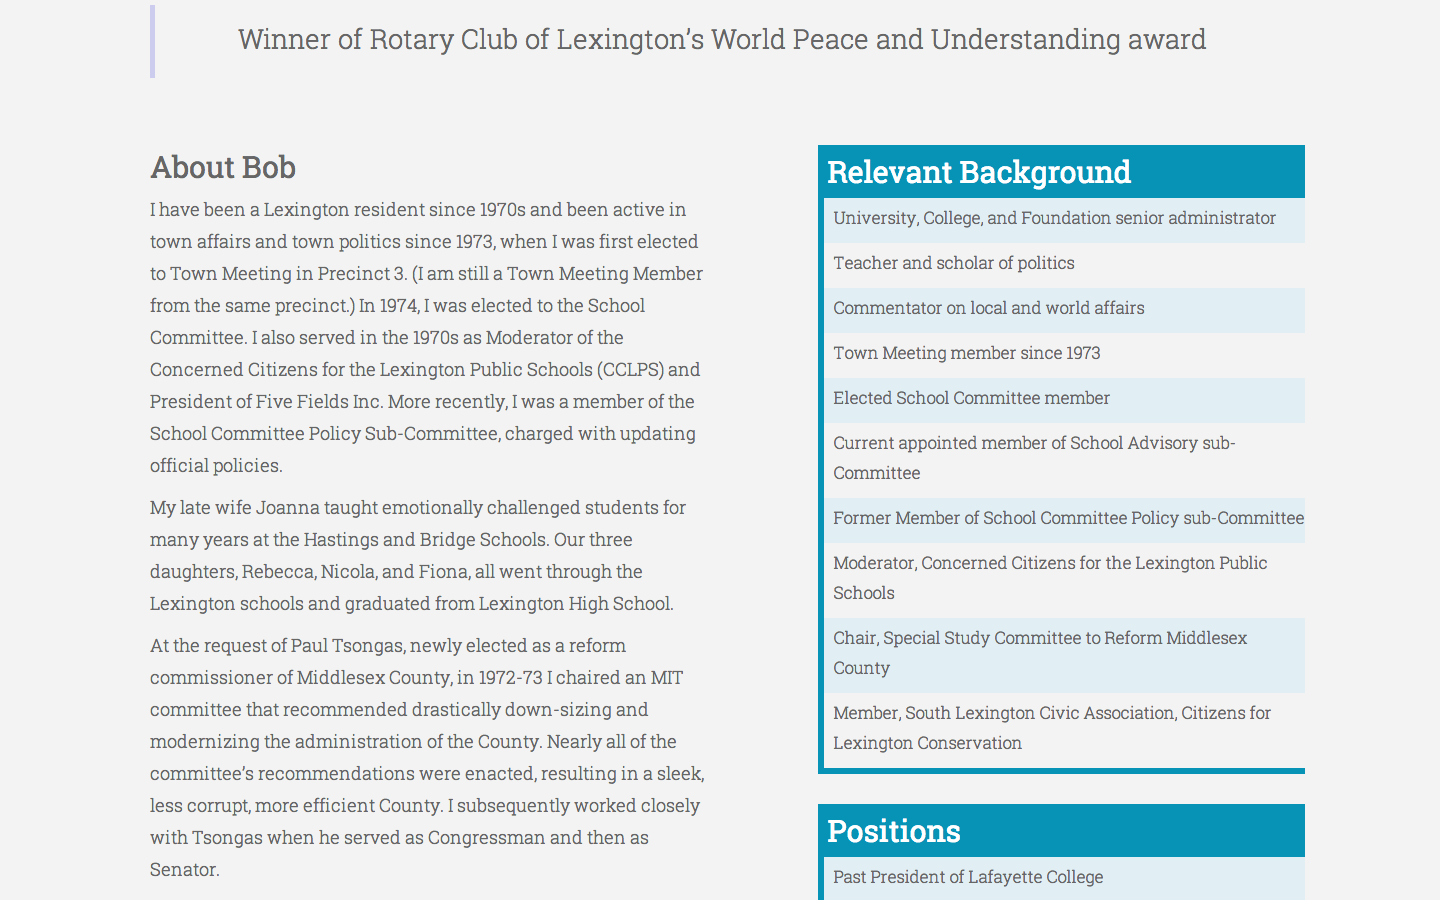 Winner of Rotary Club of Lexington’s World Peace and Understanding award
About Bob
I have been a Lexington resident since 1970s and been active in
town affairs and town politics since 1973, when I was first elected
to Town Meeting in Precinct 3. (I am still a Town Meeting Member
from the same precinct.) In 1974, I was elected to the School
Committee. I also served in the 1970s as Moderator of the
Concerned Citizens for the Lexington Public Schools (CCLPS) and
President of Five Fields Inc. More recently, I was a member of the
School Committee Policy Sub-Committee, charged with updating
official policies.
My late wife Joanna taught emotionally challenged students for
many years at the Hastings and Bridge Schools. Our three
daughters, Rebecca, Nicola, and Fiona, all went through the
Lexington schools and graduated from Lexington High School.
At the request of Paul Tsongas, newly elected as a reform
commissioner of Middlesex County, in 1972-73 I chaired an MIT
committee that recommended drastically down-sizing and
modernizing the administration of the County. Nearly all of the
committee’s recommendations were enacted, resulting in a sleek,
less corrupt, more efficient County. I subsequently worked closely
with Tsongas when he served as Congressman and then as
Senator.
Relevant Background
University, College, and Foundation senior administrator
Teacher and scholar of politics
Commentator on local and world affairs
Town Meeting member since 1973
Elected School Committee member
Current appointed member of School Advisory sub-
Committee
Former Member of School Committee Policy sub-Committee
Moderator, Concerned Citizens for the Lexington Public
Schools
Chair, Special Study Committee to Reform Middlesex
County
Member, South Lexington Civic Association, Citizens for
Lexington Conservation
Positions
Past President of Lafayette College